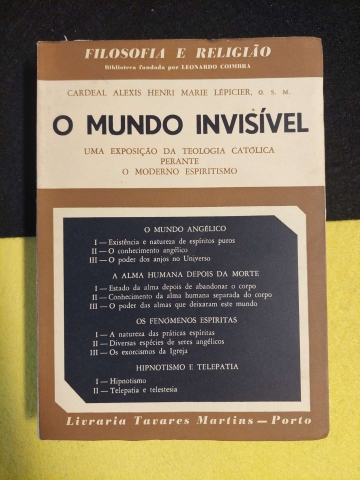 FILOSOFIA E RELIGIÃO
Biblioteca fundada por LEONARDO COIMBRA
CARDEAL ALEXIS HENRI MARIE LÉPICIER, O. S. M.
O MUNDO INVISÍVEL
UMA EXPOSIÇÃO DA TEOLOGIA CATÓLICA
PERANTE
O MODERNO ESPIRITISMO
O MUNDO ANGÉLICO
I — Existência e natureza de espíritos puros
II — O conhecimento angélico
III — O poder dos anjos no Universo
A ALMA HUMANA DEPOIS DA MORTE
I — Estado da alma depois de abandonar o corpo
II — Conhecimento da alma humana separada do corpo
III — O poder das almas que deixaram este mundo
OS FENÓMENOS ESPIRITAS
I — A natureza das práticas espíritas
II — Diversas espécies de seres angélicos
III — Os exorcismos da Igreja
HIPNOTISMO E TELEPATIA
I — Hipnotismo
II — Telepatia e telestesia
Livraria Tavares Martins — Porto